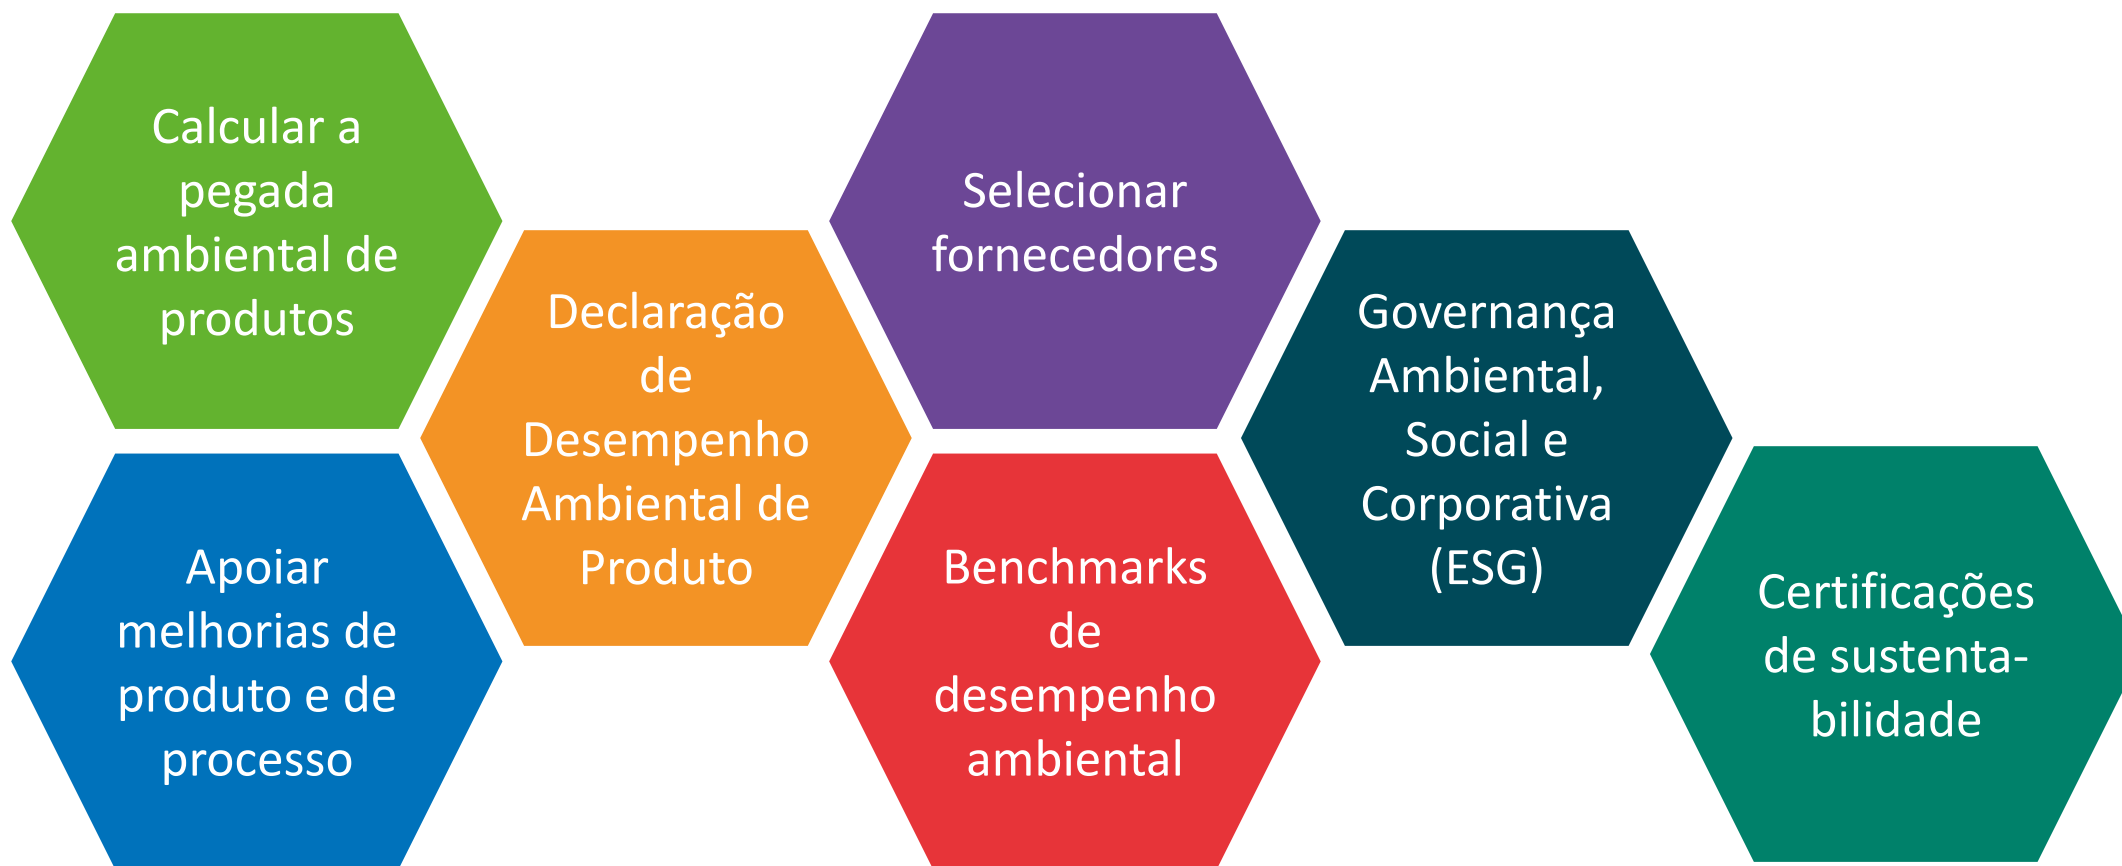 Calcular a
pegada
ambiental de
produtos
Apoiar
melhorias de
produto e de
processo
Declaração
de
Desempenho
Ambiental de
Produto
Selecionar
fornecedores
Benchmarks
de
desempenho
ambiental
Governança
Ambiental,
Social e
Corporativa
(ESG)
Certificações
de sustenta-
bilidade